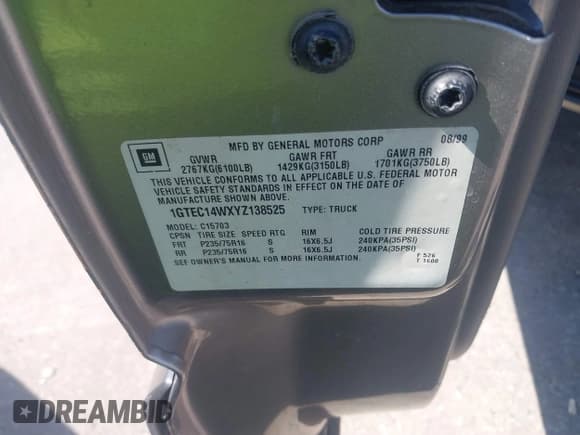 MFD BY GENERAL MOTORS CORP 08/99
GM
GVWR GAWR FRT GAWR RR
2767KG(6100LB) 1429KG(3150LB) 1701KG(3750LB)
THIS VEHICLE CONFORMS TO ALL APPLICABLE U.S. FEDERAL MOTOR
VEHICLE SAFETY STANDARDS IN EFFECT ON THE DATE OF
MANUFACTURE SHOWN ABOVE.
1GTEC14WXYZ138525 TYPE: TRUCK
MODEL: C15703
CPSN TIRE SIZE SPEED RTG RIM COLD TIRE PRESSURE
FRT P235/75R16 S 16X6.5J 240KPA(35PSI)
RR P235/75R16 S 16X6.5J 240KPA(35PSI)
SEE OWNER'S MANUAL FOR MORE INFORMATION.
F 526
T 1600
DREAMBID